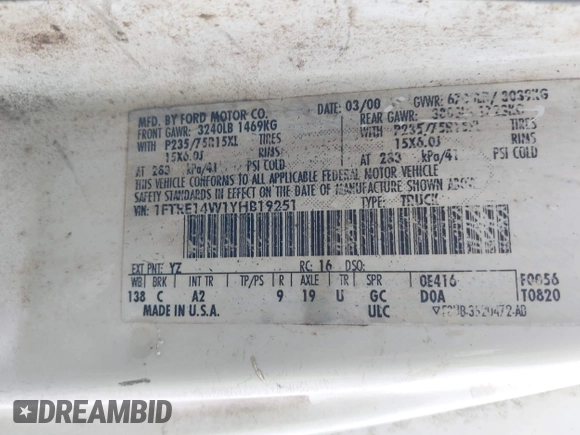 MFD. BY FORD MOTOR CO.
DATE: 03/00 GVWR: / 3039KG
FRONT GAWR: 3240LB 1469KG
REAR GAWR:
WITH P235/75R15XL TIRES
WITH P235/75R15XL TIRES
15X6.0J RIMS
15X6.0J RIMS
AT 283 kPa/41 PSI COLD
AT 283 kPa/41 PSI COLD
THIS VEHICLE CONFORMS TO ALL APPLICABLE FEDERAL MOTOR VEHICLE
SAFETY STANDARDS IN EFFECT ON THE DATE OF MANUFACTURE SHOWN ABOVE.
VIN: 1FTRE14W1YHB19251 TYPE: TRUCK
EXT PNT: YZ RC: 16 DSO:
WB BRK INT TR TP/PS R AXLE TR SPR 0E416 F0056
138 C A2 9 19 U GC D0A T0820
MADE IN U.S.A. ULC
DREAMBID